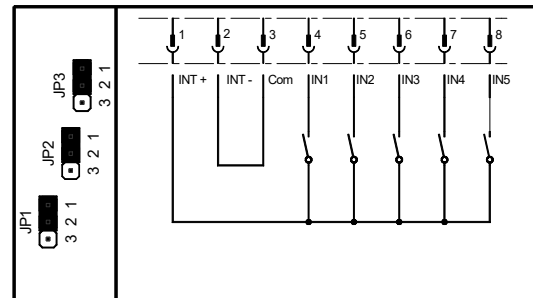 1 2 3 4 5 6 7 8
INT + INT - Com IN1 IN2 IN3 IN4 IN5
JP3
3 2 1
JP2
3 2 1
JP1
3 2 1